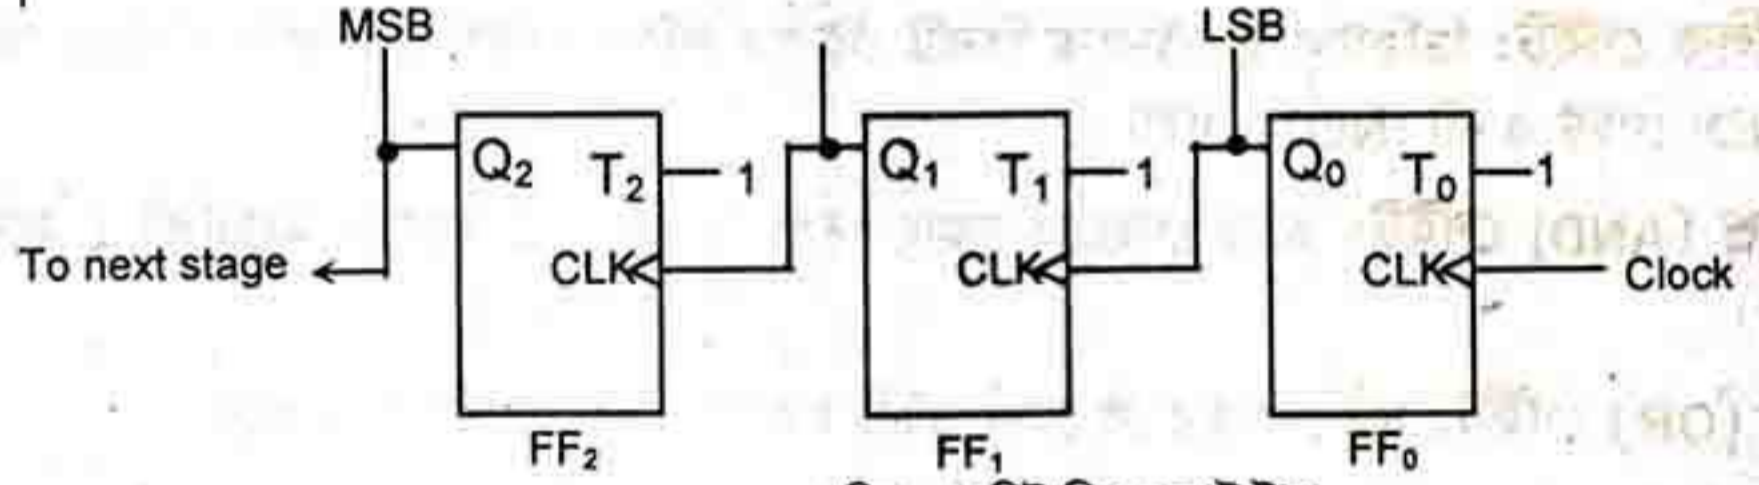 MSB LSB
Q₂ T₂ 1 Q₁ T₁ 1 Q₀ T₀ 1
To next stage CLK CLK CLK Clock
FF₂ FF₁ FF₀